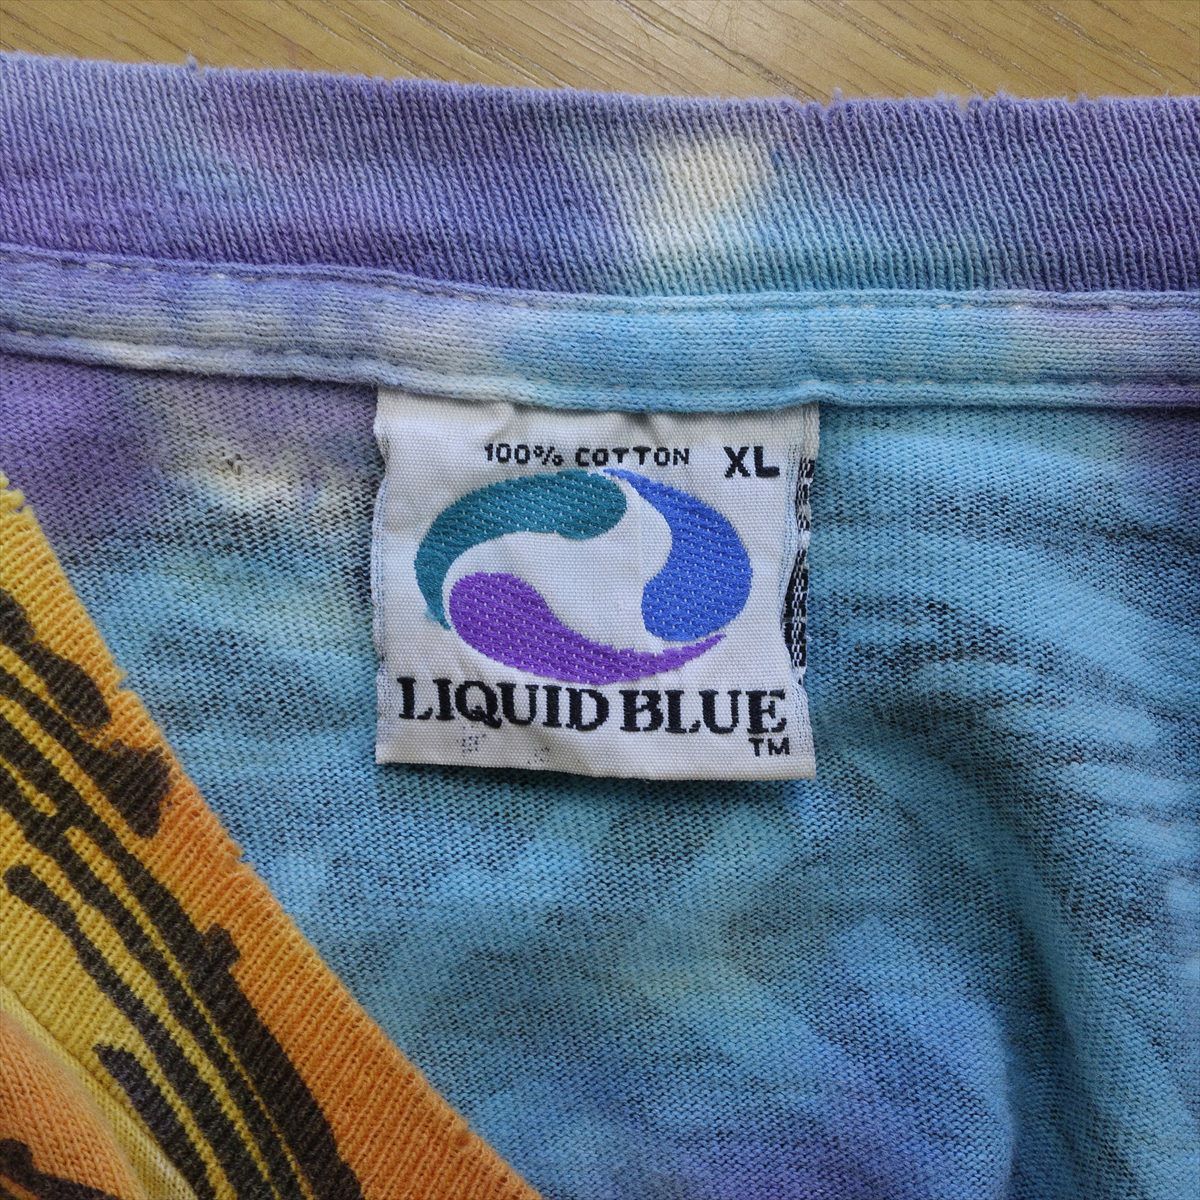 100% COTTON XL
LIQUID BLUE
TM